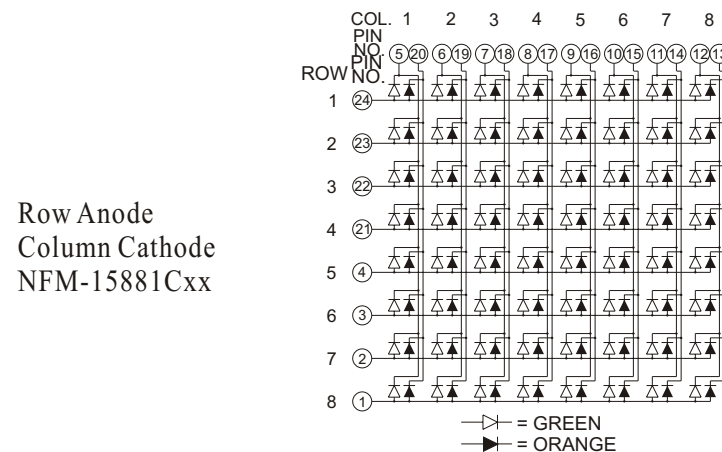 COL. 1 2 3 4 5 6 7 8
PIN
NO. 5 20 6 19 7 18 8 17 9 16 10 15 11 14 12 13
PIN
ROW NO.
1 24
2 23
3 22
4 21
5 4
6 3
7 2
8 1
Row Anode
Column Cathode
NFM-15881Cxx
= GREEN
= ORANGE